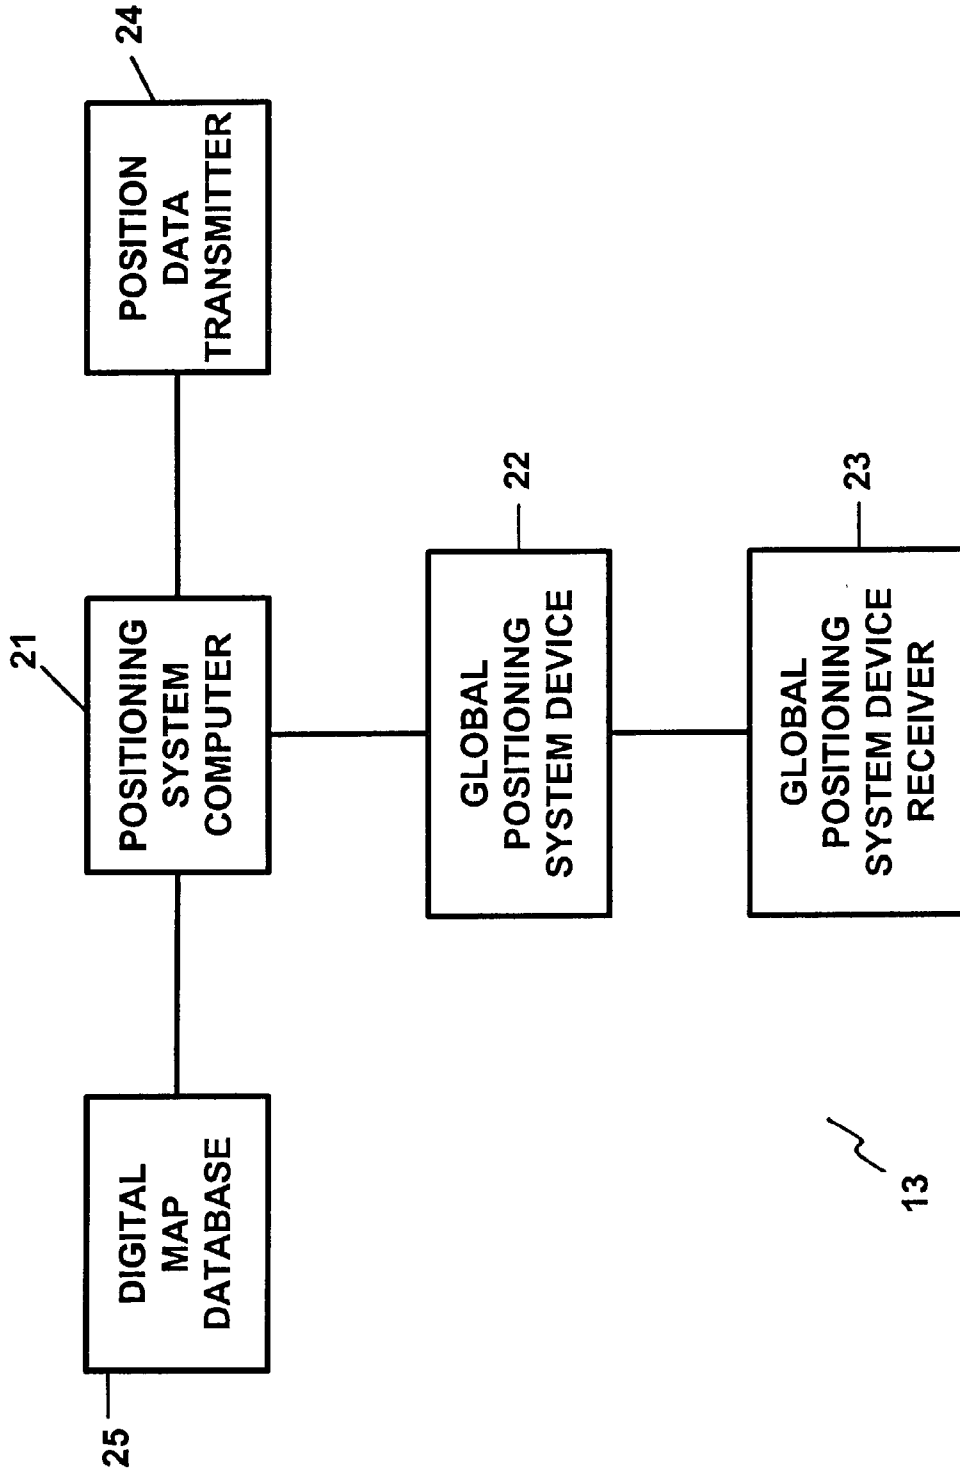 25
DIGITAL
MAP
DATABASE
21
POSITIONING
SYSTEM
COMPUTER
24
POSITION
DATA
TRANSMITTER
22
GLOBAL
POSITIONING
SYSTEM DEVICE
23
GLOBAL
POSITIONING
SYSTEM DEVICE
RECEIVER
13